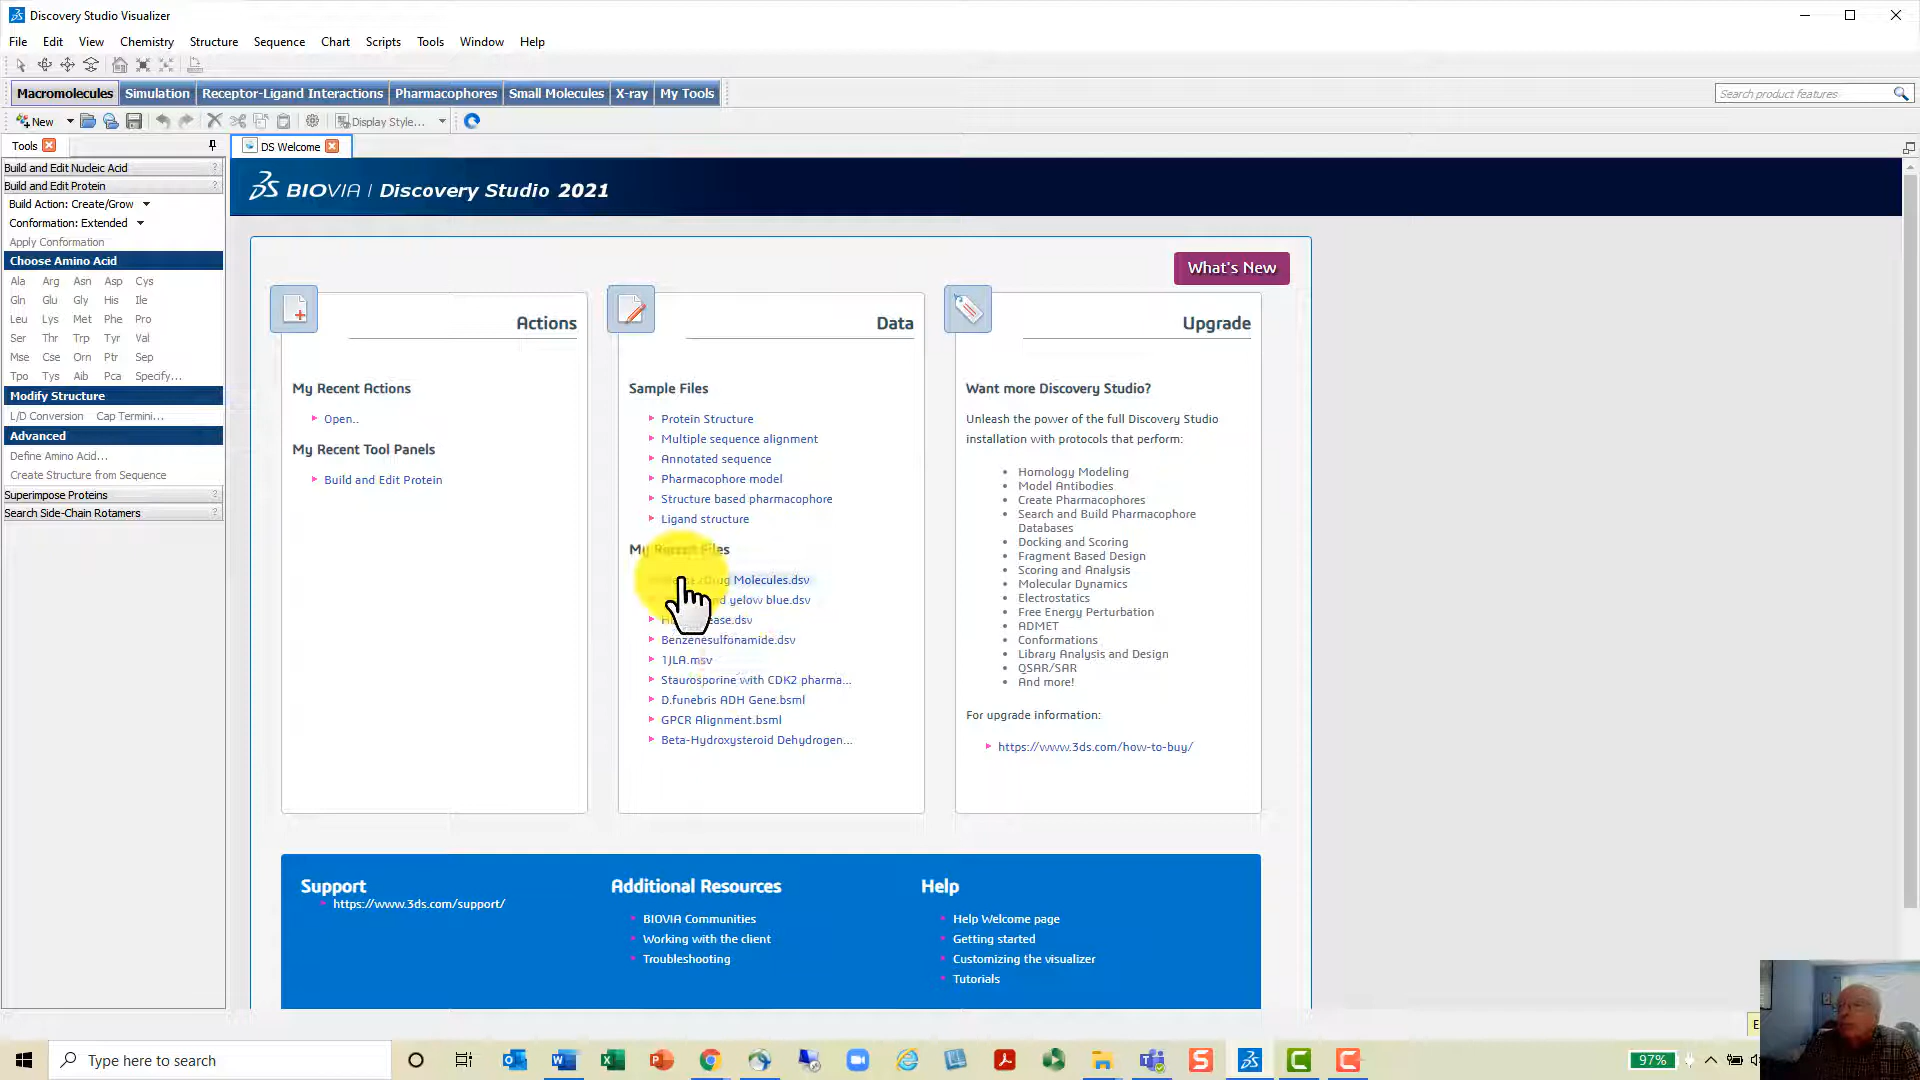 Discovery Studio Visualizer
File Edit View Chemistry Structure Sequence Chart Scripts Tools Window Help
Macromolecules Simulation Receptor-Ligand Interactions Pharmacophores Small Molecules X-ray My Tools
Search product features
New Display Style...
Tools
DS Welcome
Build and Edit Nucleic Acid ?
Build and Edit Protein ?
Build Action: Create/Grow
Conformation: Extended
Apply Conformation
Choose Amino Acid
Ala Arg Asn Asp Cys
Gln Glu Gly His Ile
Leu Lys Met Phe Pro
Ser Thr Trp Tyr Val
Mse Cse Orn Ptr Sep
Tpo Tys Aib Pca Specify...
Modify Structure
L/D Conversion Cap Termini...
Advanced
Define Amino Acid...
Create Structure from Sequence
Superimpose Proteins ?
Search Side-Chain Rotamers ?
BIOVIA | Discovery Studio 2021
What's New
Actions
My Recent Actions
Open..
My Recent Tool Panels
Build and Edit Protein
Data
Sample Files
Protein Structure
Multiple sequence alignment
Annotated sequence
Pharmacophore model
Structure based pharmacophore
Ligand structure
My Recent Files
Drug Molecules.dsv
yelow blue.dsv
ease.dsv
Benzenesulfonamide.dsv
1JLA.msv
Staurosporine with CDK2 pharma...
D.funebris ADH Gene.bsml
GPCR Alignment.bsml
Beta-Hydroxysteroid Dehydrogen...
Upgrade
Want more Discovery Studio?
Unleash the power of the full Discovery Studio
installation with protocols that perform:
Homology Modeling
Model Antibodies
Create Pharmacophores
Search and Build Pharmacophore
Databases
Docking and Scoring
Fragment Based Design
Scoring and Analysis
Molecular Dynamics
Electrostatics
Free Energy Perturbation
ADMET
Conformations
Library Analysis and Design
QSAR/SAR
And more!
For upgrade information:
https://www.3ds.com/how-to-buy/
Support
https://www.3ds.com/support/
Additional Resources
BIOVIA Communities
Working with the client
Troubleshooting
Help
Help Welcome page
Getting started
Customizing the visualizer
Tutorials
E
Type here to search
97%